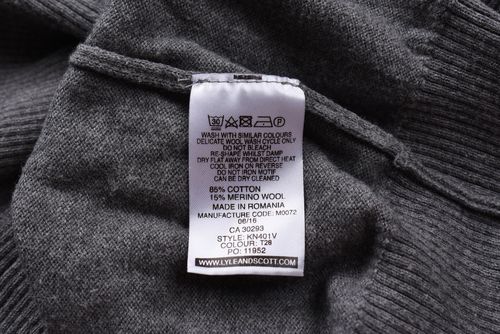 30 P
WASH WITH SIMILAR COLOURS
DELICATE WOOL WASH CYCLE ONLY
DO NOT BLEACH
RE-SHAPE WHILST DAMP
DRY FLAT AWAY FROM DIRECT HEAT
COOL IRON ON REVERSE
DO NOT IRON MOTIF
CAN BE DRY CLEANED
85% COTTON
15% MERINO WOOL
MADE IN ROMANIA
MANUFACTURE CODE: M0072
06/16
CA 30293
STYLE: KN401V
COLOUR: T28
PO: 11952
WWW.LYLEANDSCOTT.COM